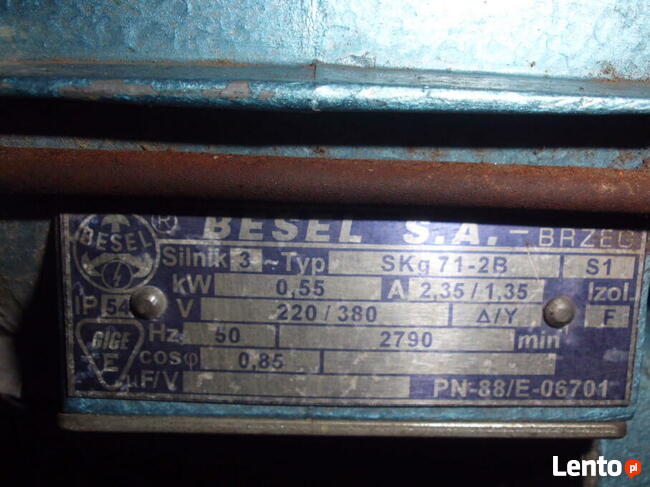 BESEL ® BESEL S.A. - BRZEG
Silnik 3 ~Typ SKg 71-2B S1
kW 0,55 A 2,35/1,35 Izol.
IP 54 V 220/380 Δ/Y F
Hz 50 2790 min
GIGE E cosφ 0,85
μF/V PN-88/E-06701
Lento.pl